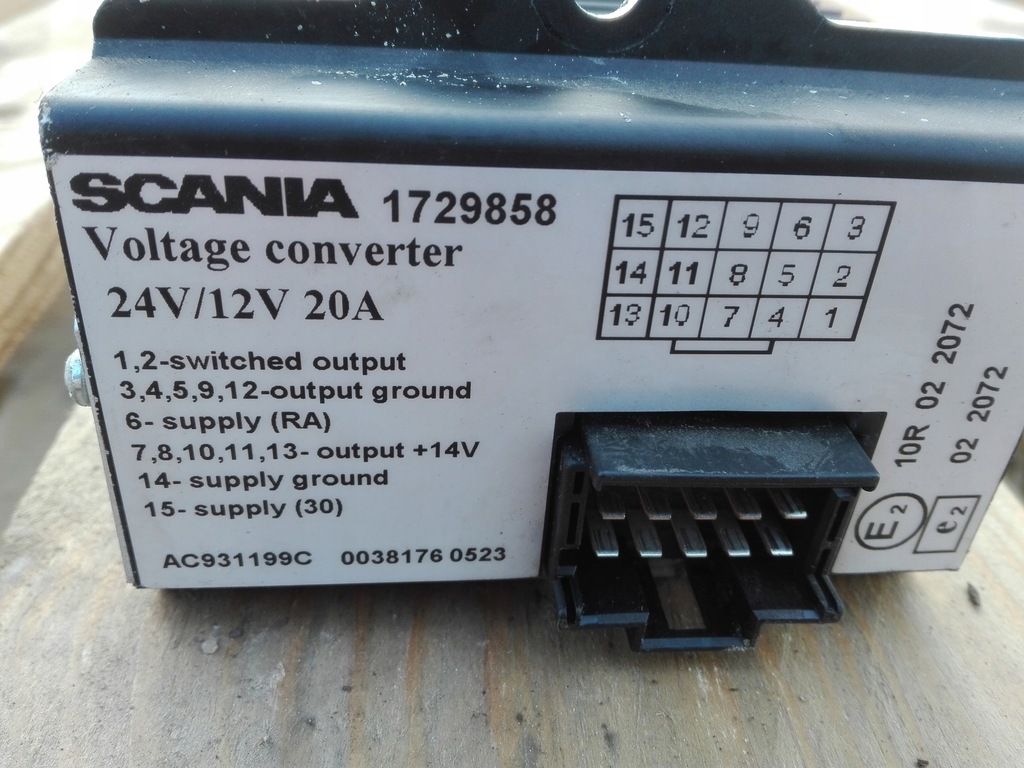 SCANIA 1729858
Voltage converter
24V/12V 20A
1,2-switched output
3,4,5,9,12-output ground
6- supply (RA)
7,8,10,11,13- output +14V
14- supply ground
15- supply (30)
AC931199C 0038176 0523
15 12 9 6 3
14 11 8 5 2
13 10 7 4 1
10R 02 2072
02 2072
E2
e2